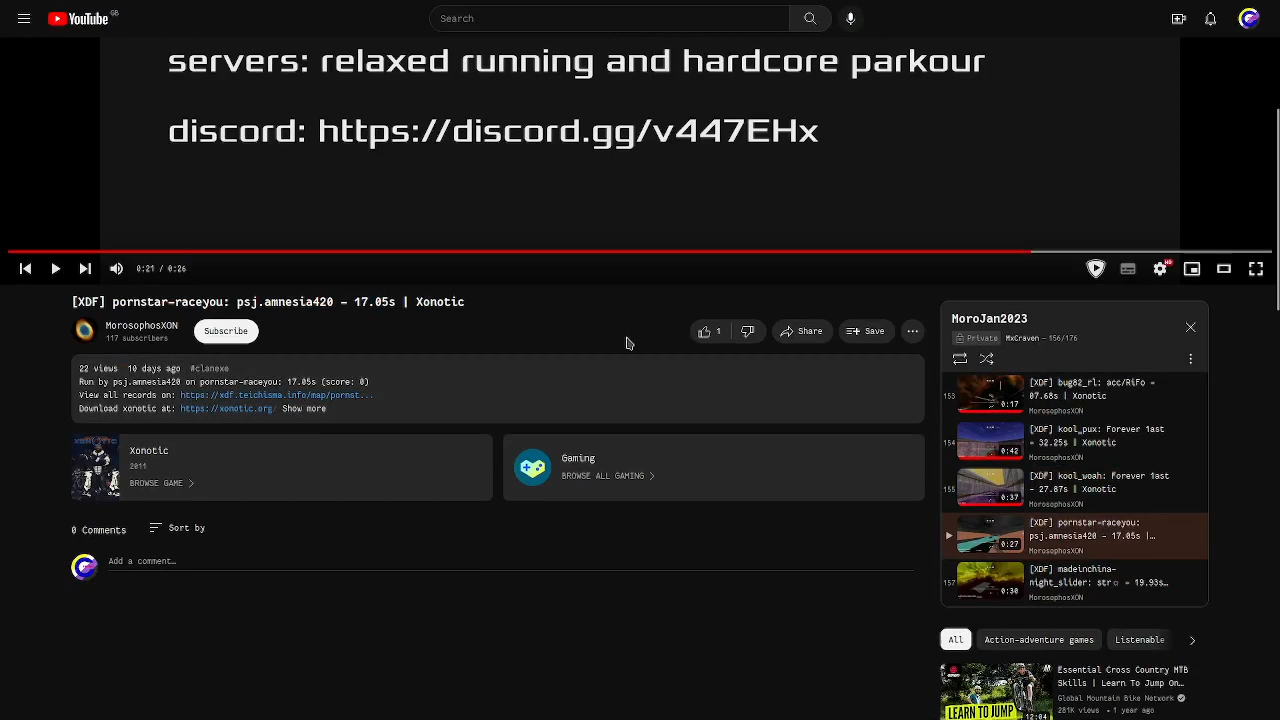 YouTube GB
Search
servers: relaxed running and hardcore parkour
discord: https://discord.gg/v447EHx
0:21 / 0:26
HD
[XDF] pornstar-raceyou: psj.amnesia420 - 17.05s | Xonotic
MorosophosXON
117 subscribers
Subscribe
1
Share
Save
22 views 10 days ago #clanexe
Run by psj.amnesia420 on pornstar-raceyou: 17.05s (score: 0)
View all records on: https://xdf.teichisma.info/map/pornst...
Download xonotic at: https://xonotic.org/ Show more
Xonotic
2011
BROWSE GAME
Gaming
BROWSE ALL GAMING
0 Comments
Sort by
Add a comment…
MoroJan2023
Private MxCraven - 156/176
153
0:17
[XDF] bug82_rl: acc/RiFo -
07.68s | Xonotic
MorosophosXON
154
0:42
[XDF] kool_pux: Forever 1ast
- 32.25s | Xonotic
MorosophosXON
155
0:37
[XDF] kool_woah: Forever 1ast
- 27.87s | Xonotic
MorosophosXON
0:27
[XDF] pornstar-raceyou:
psj.amnesia420 - 17.05s |…
MorosophosXON
157
0:30
[XDF] madeinchina-
night_slider: str☼ - 19.93s…
MorosophosXON
All
Action-adventure games
Listenable
LEARN TO JUMP
12:04
Essential Cross Country MTB
Skills | Learn To Jump On…
Global Mountain Bike Network
281K views • 1 year ago